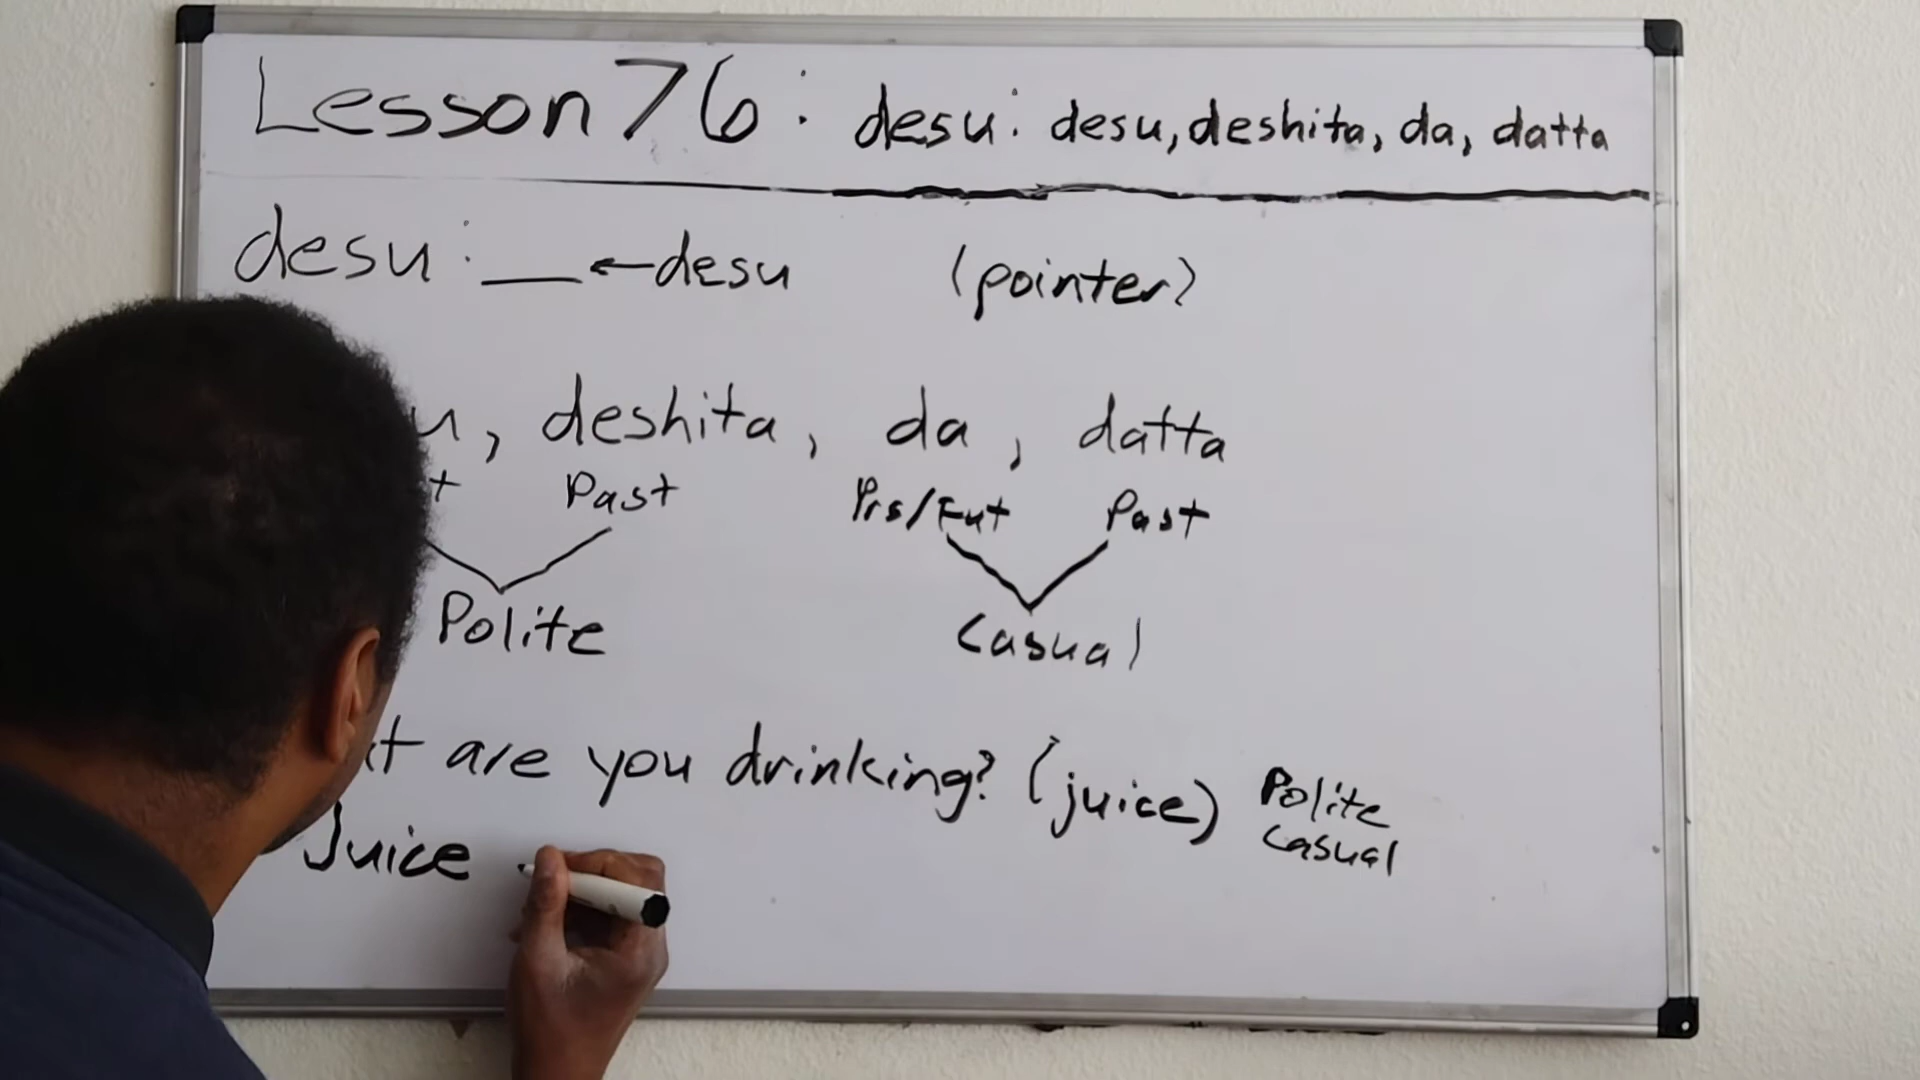 Lesson 76: desu: desu, deshita, da, datta
desu: __ ←desu (pointer)
u, deshita, da, datta
t Past Prs/Fut Past
Polite Casual
t are you drinking? (juice) Polite
Casual
Juice